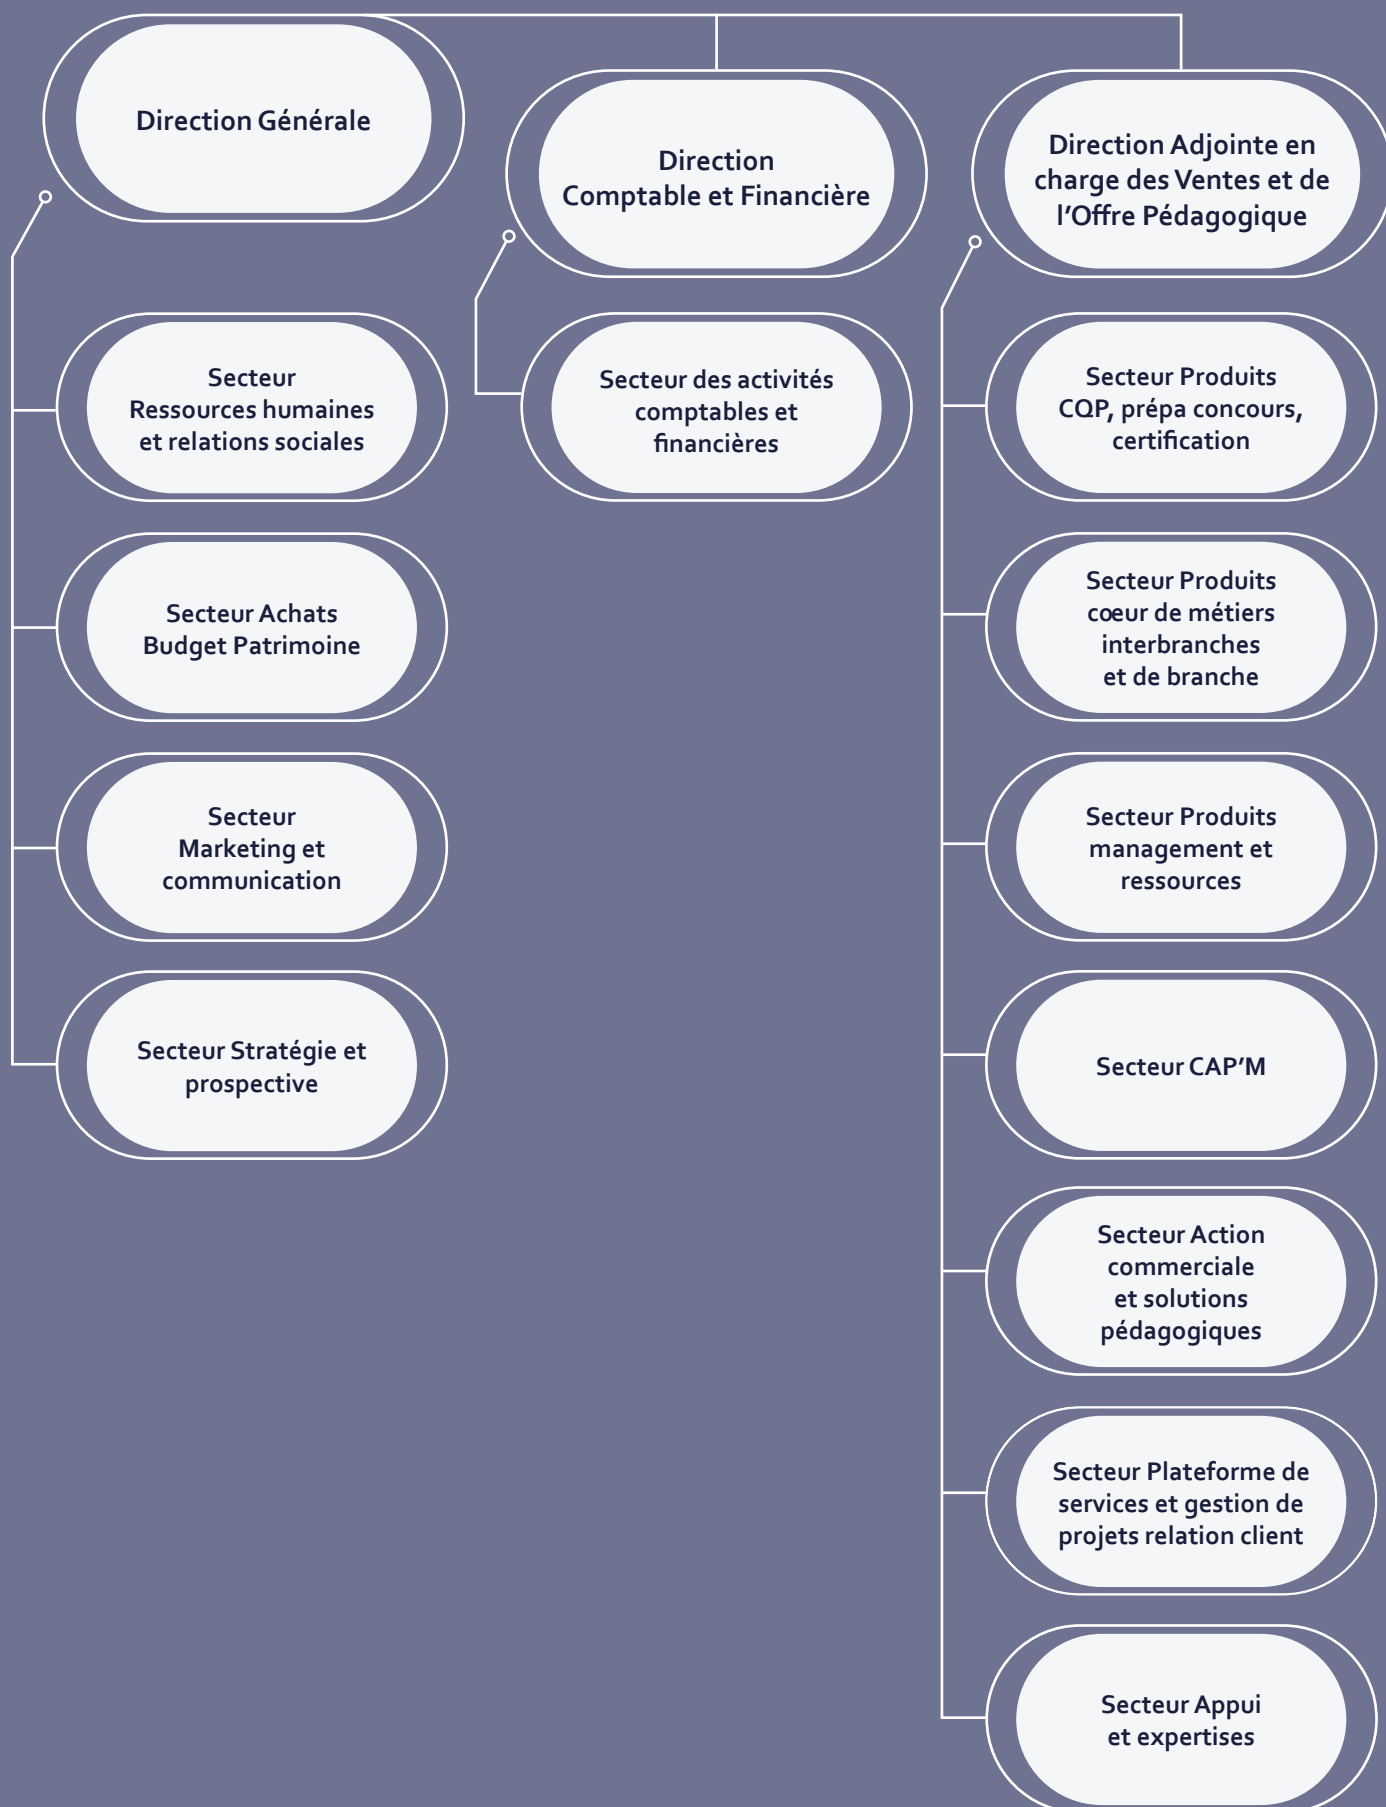 Direction Générale
Direction
Comptable et Financière
Direction Adjointe en
charge des Ventes et de
l’Offre Pédagogique
Secteur
Ressources humaines
et relations sociales
Secteur Achats
Budget Patrimoine
Secteur
Marketing et
communication
Secteur Stratégie et
prospective
Secteur des activités
comptables et
financières
Secteur Produits
CQP, prépa concours,
certification
Secteur Produits
cœur de métiers
interbranches
et de branche
Secteur Produits
management et
ressources
Secteur CAP’M
Secteur Action
commerciale
et solutions
pédagogiques
Secteur Plateforme de
services et gestion de
projets relation client
Secteur Appui
et expertises